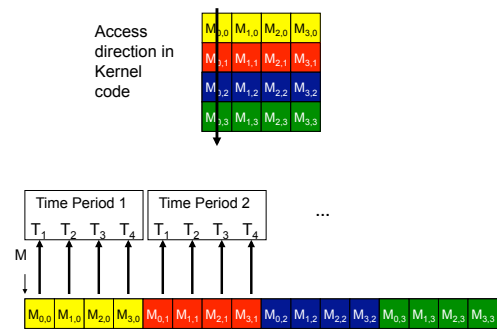 Access
direction in
Kernel
code
M0,0 M1,0 M2,0 M3,0
M0,1 M1,1 M2,1 M3,1
M0,2 M1,2 M2,2 M3,2
M0,3 M1,3 M2,3 M3,3
Time Period 1 Time Period 2 ...
T1 T2 T3 T4 T1 T2 T3 T4
M
M0,0 M1,0 M2,0 M3,0 M0,1 M1,1 M2,1 M3,1 M0,2 M1,2 M2,2 M3,2 M0,3 M1,3 M2,3 M3,3